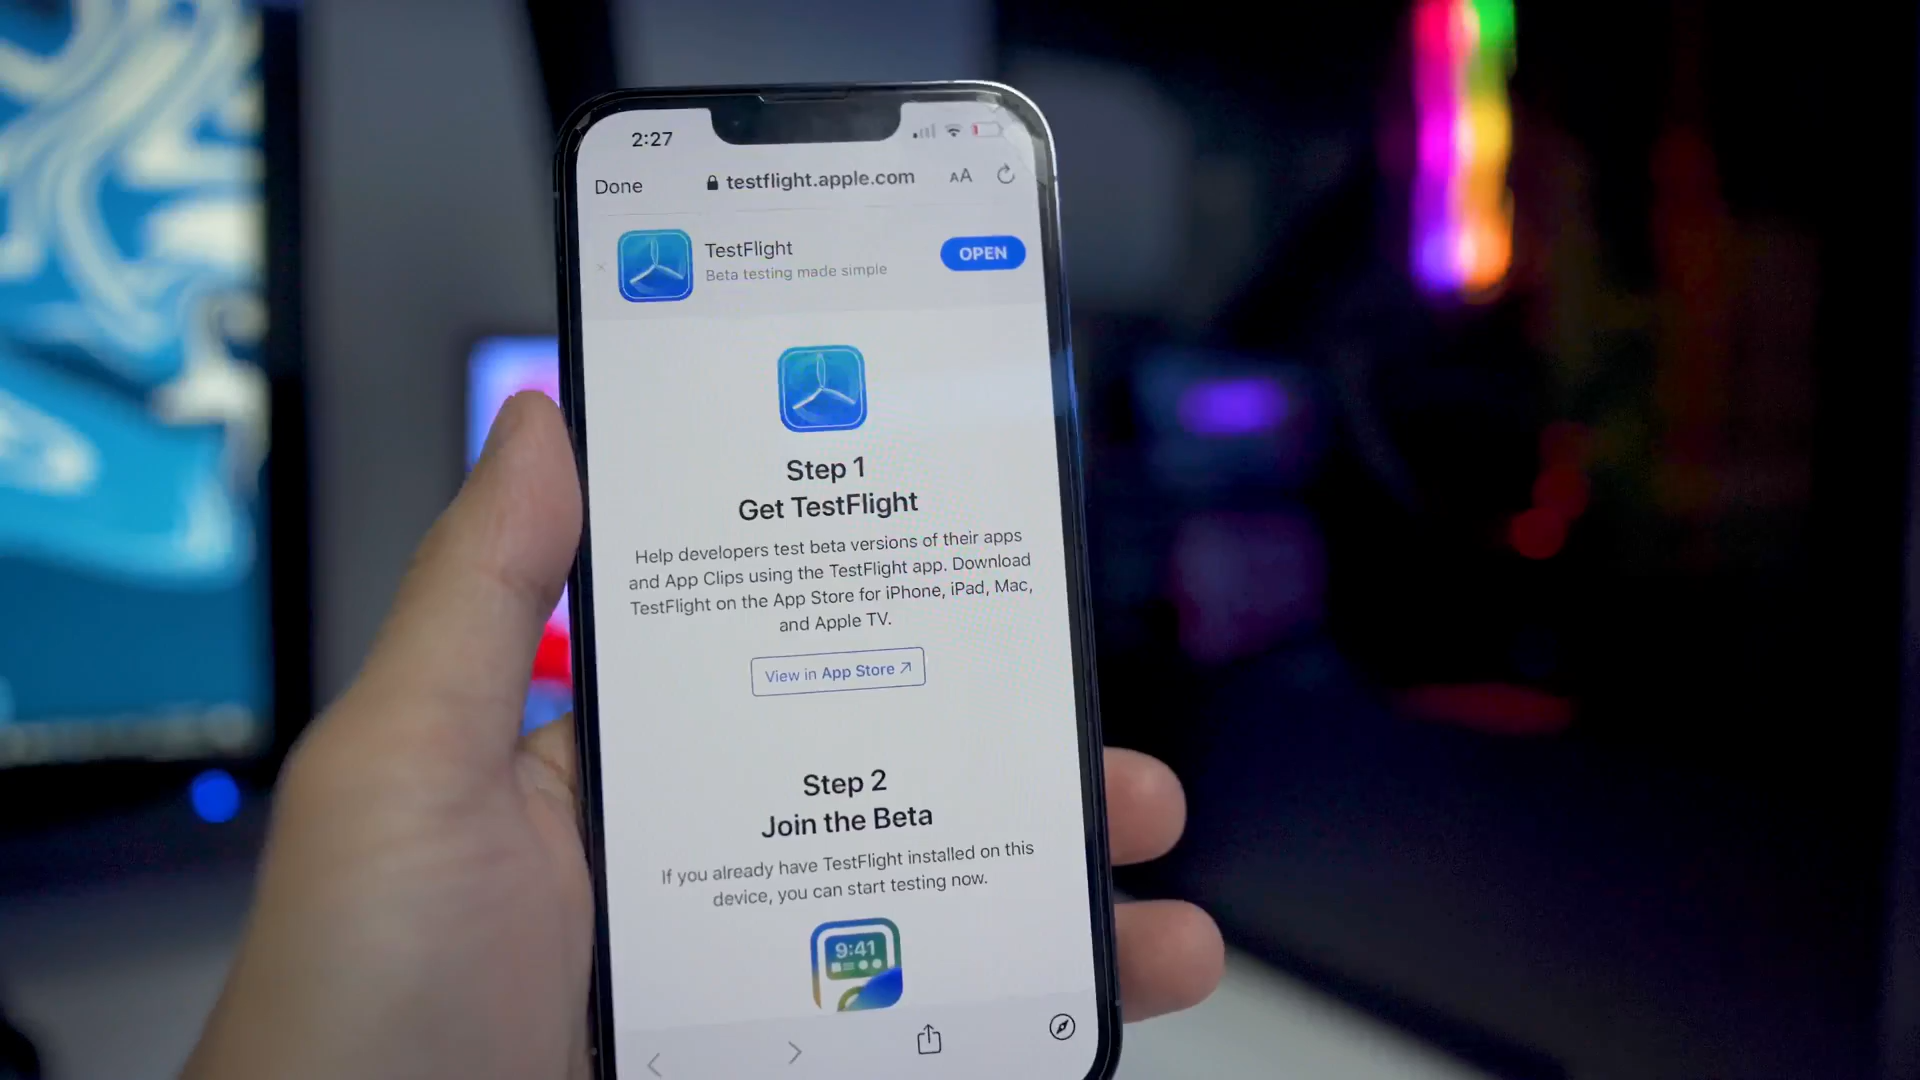 2:27
Done
testflight.apple.com
AA
TestFlight
Beta testing made simple
OPEN
Step 1
Get TestFlight
Help developers test beta versions of their apps
and App Clips using the TestFlight app. Download
TestFlight on the App Store for iPhone, iPad, Mac,
and Apple TV.
View in App Store
Step 2
Join the Beta
If you already have TestFlight installed on this
device, you can start testing now.
9:41